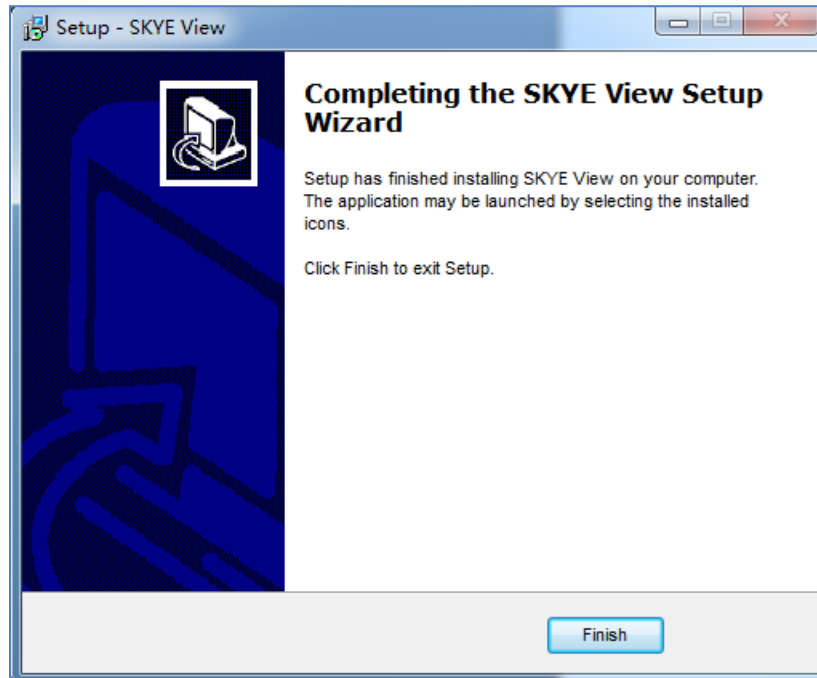 Setup - SKYE View
Completing the SKYE View Setup
Wizard
Setup has finished installing SKYE View on your computer.
The application may be launched by selecting the installed
icons.
Click Finish to exit Setup.
Finish